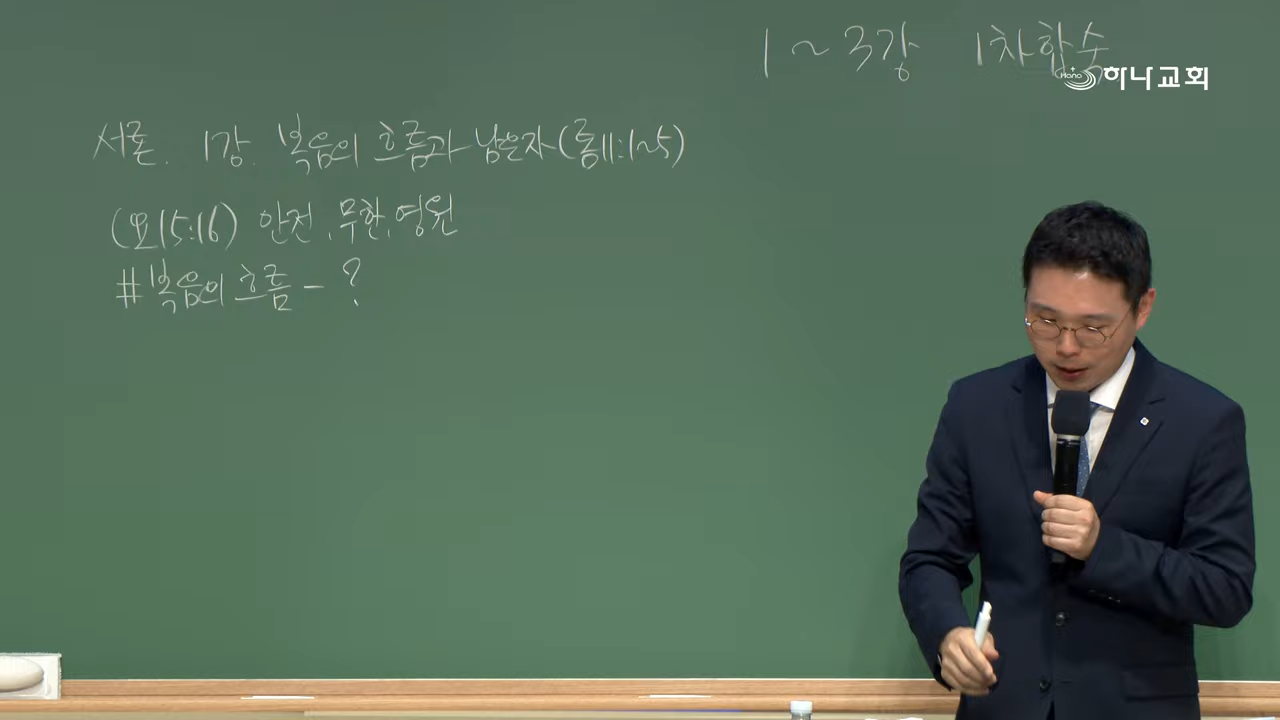 1~3강 1차합숙
Hana 하나교회
서론. 1강. 복음의 흐름과 남은자(롬11:1~5)
(요15:16) 안전, 무한, 영원
#복음의 흐름 - ?